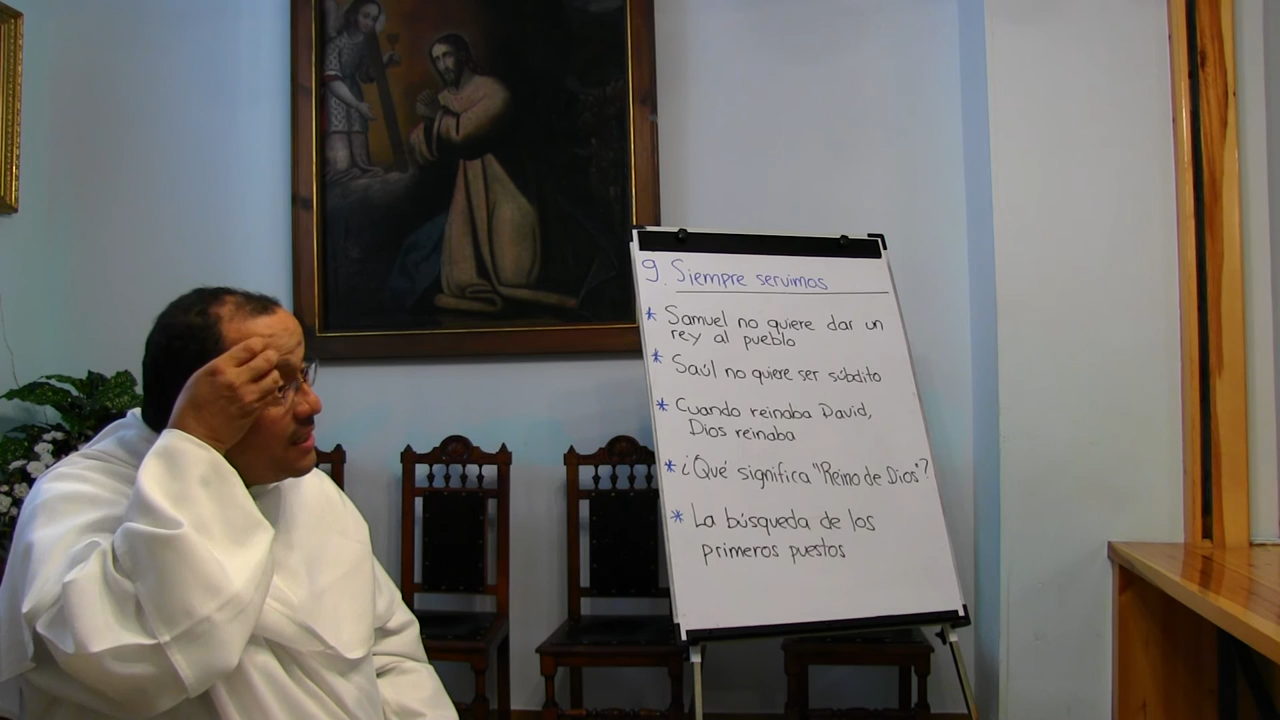 9. Siempre servimos
* Samuel no quiere dar un
rey al pueblo
* Saúl no quiere ser súbdito
* Cuando reinaba David,
Dios reinaba
* ¿Qué significa "Reino de Dios"?
* La búsqueda de los
primeros puestos